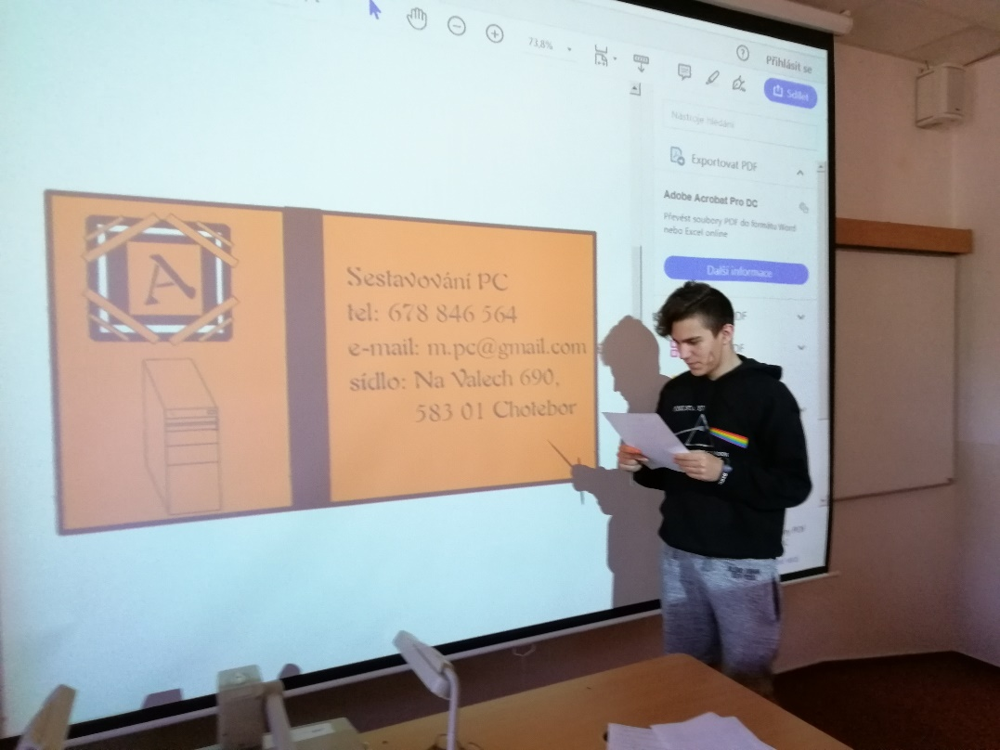 73,8%
Přihlásit se
Sdílet
Nástroje hledání
Exportovat PDF
Adobe Acrobat Pro DC
Převést soubory PDF do formátu Word
nebo Excel online
Další informace
A
Sestavování PC
tel: 678 846 564
e-mail: m.pc@gmail.com
sídlo: Na Valech 690,
583 01 Chotebor